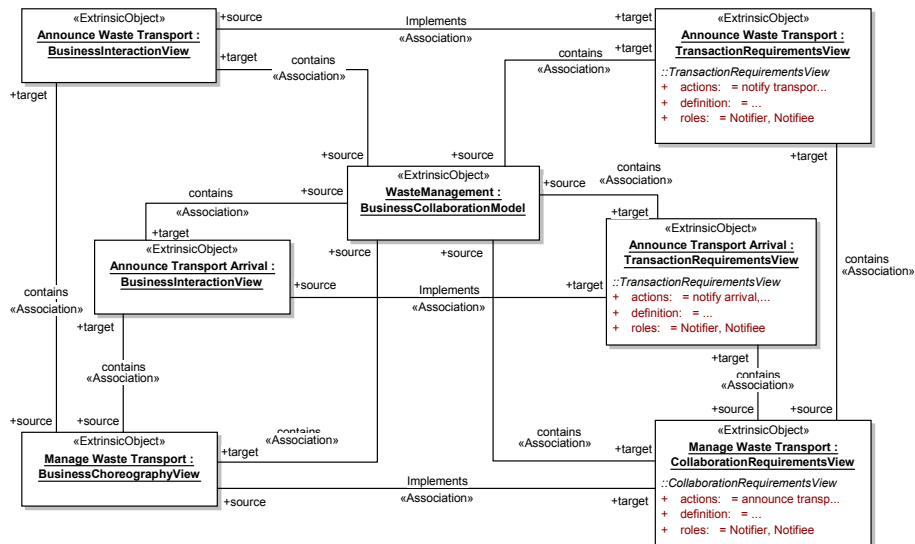 «ExtrinsicObject»
Announce Waste Transport :
BusinessInteractionView
+source
Implements
«Association»
+target
«ExtrinsicObject»
Announce Waste Transport :
TransactionRequirementsView
::TransactionRequirementsView
+ actions: = notify transpor...
+ definition: = ...
+ roles: = Notifier, Notifiee
+target
contains
«Association»
+source
contains
«Association»
+target
+source
+target
+target
«ExtrinsicObject»
WasteManagement :
BusinessCollaborationModel
+source
contains
«Association»
+target
+source
contains
«Association»
+target
+source
+source
«ExtrinsicObject»
Announce Transport Arrival :
BusinessInteractionView
+source
Implements
«Association»
+target
«ExtrinsicObject»
Announce Transport Arrival :
TransactionRequirementsView
::TransactionRequirementsView
+ actions: = notify arrival,...
+ definition: = ...
+ roles: = Notifier, Notifiee
contains
«Association»
contains
«Association»
+target
+target
contains
«Association»
contains
«Association»
+source
+source
+source
+source
«ExtrinsicObject»
Manage Waste Transport :
BusinessChoreographyView
contains
«Association»
+target
contains
«Association»
+target
+source
Implements
«Association»
+target
«ExtrinsicObject»
Manage Waste Transport :
CollaborationRequirementsView
::CollaborationRequirementsView
+ actions: = announce transp...
+ definition: = ...
+ roles: = Notifier, Notifiee